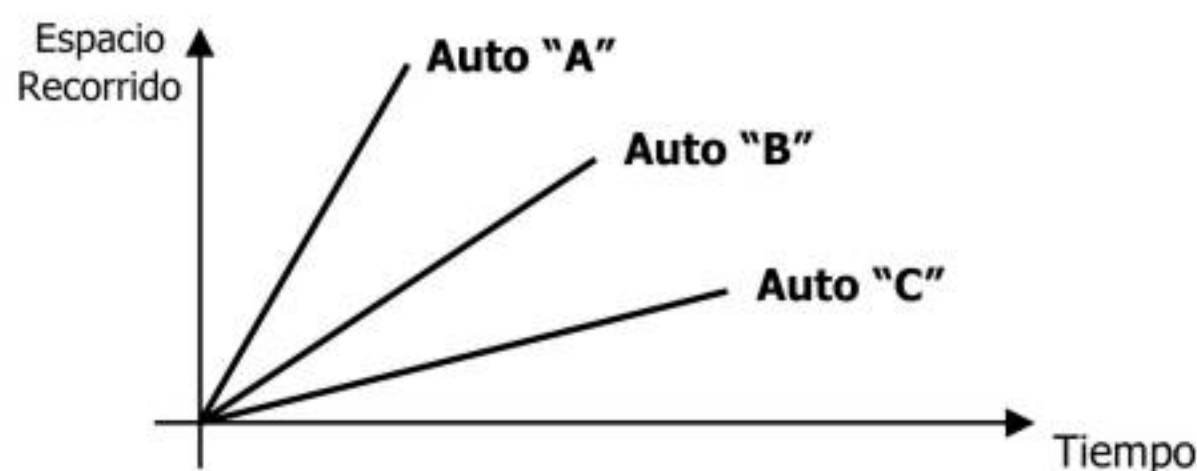 Espacio
Recorrido
Auto “A”
Auto “B”
Auto “C”
Tiempo